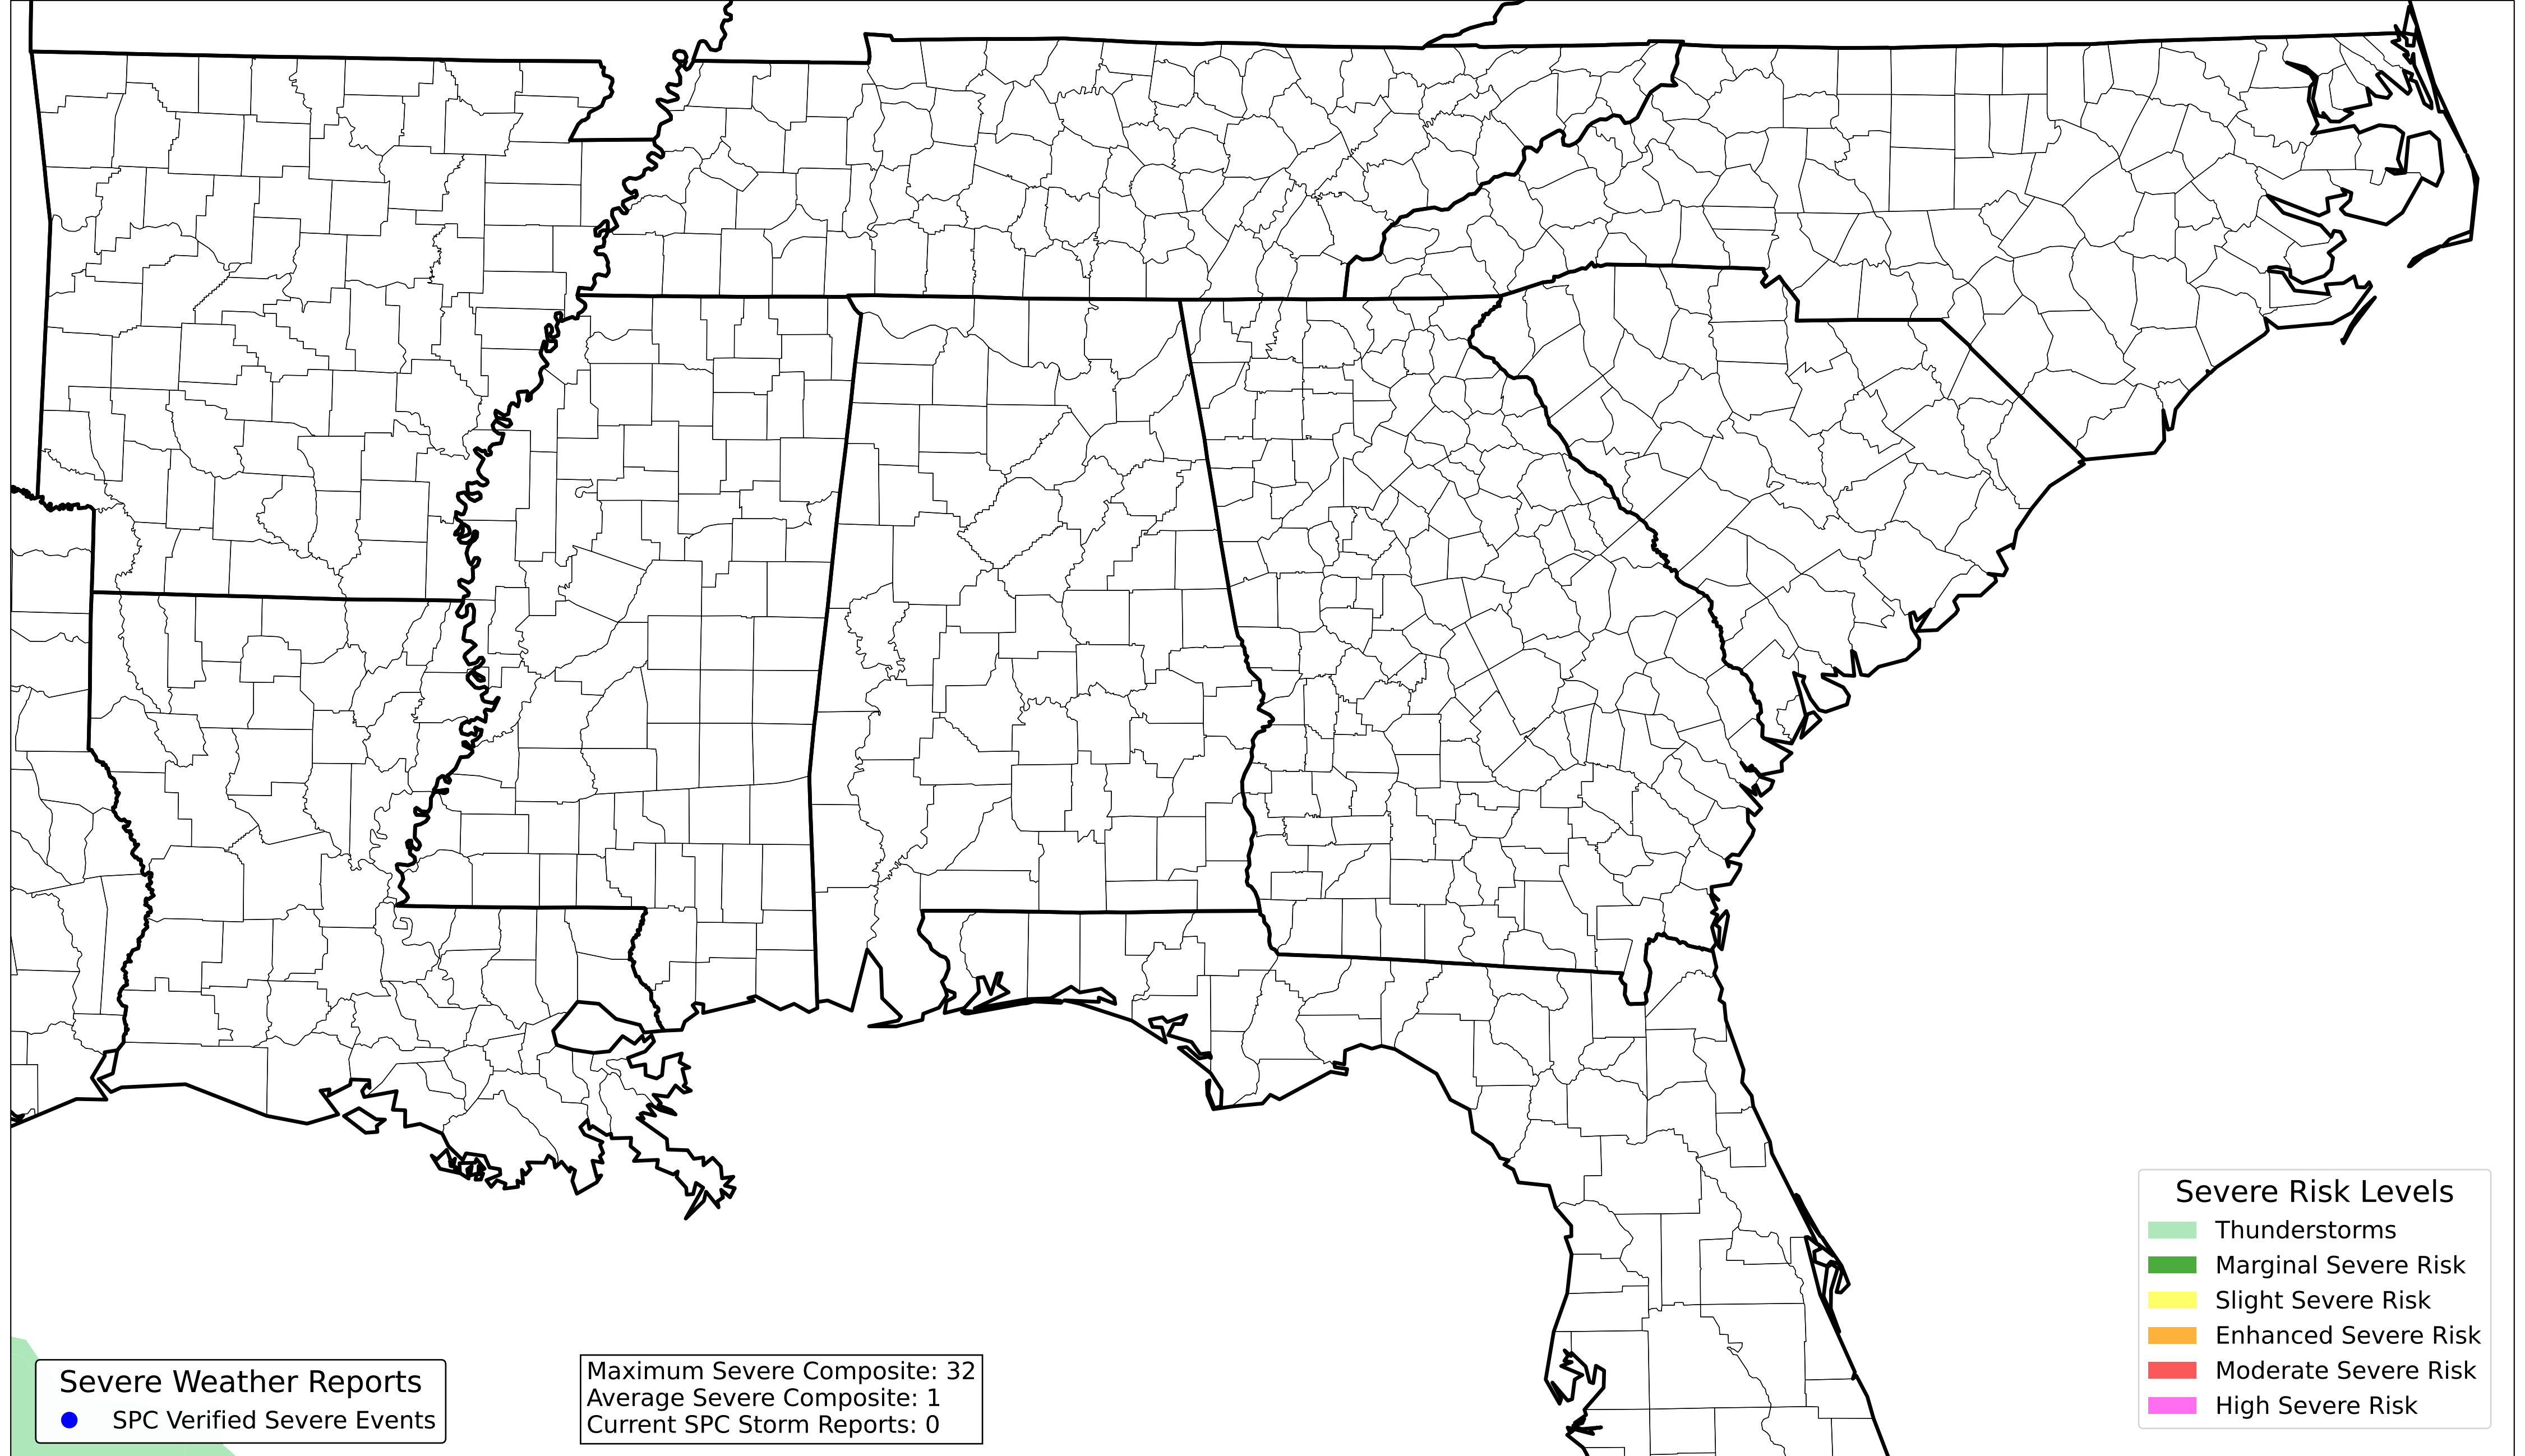 Severe Weather Reports
SPC Verified Severe Events
Maximum Severe Composite: 32
Average Severe Composite: 1
Current SPC Storm Reports: 0
Severe Risk Levels
Thunderstorms
Marginal Severe Risk
Slight Severe Risk
Enhanced Severe Risk
Moderate Severe Risk
High Severe Risk